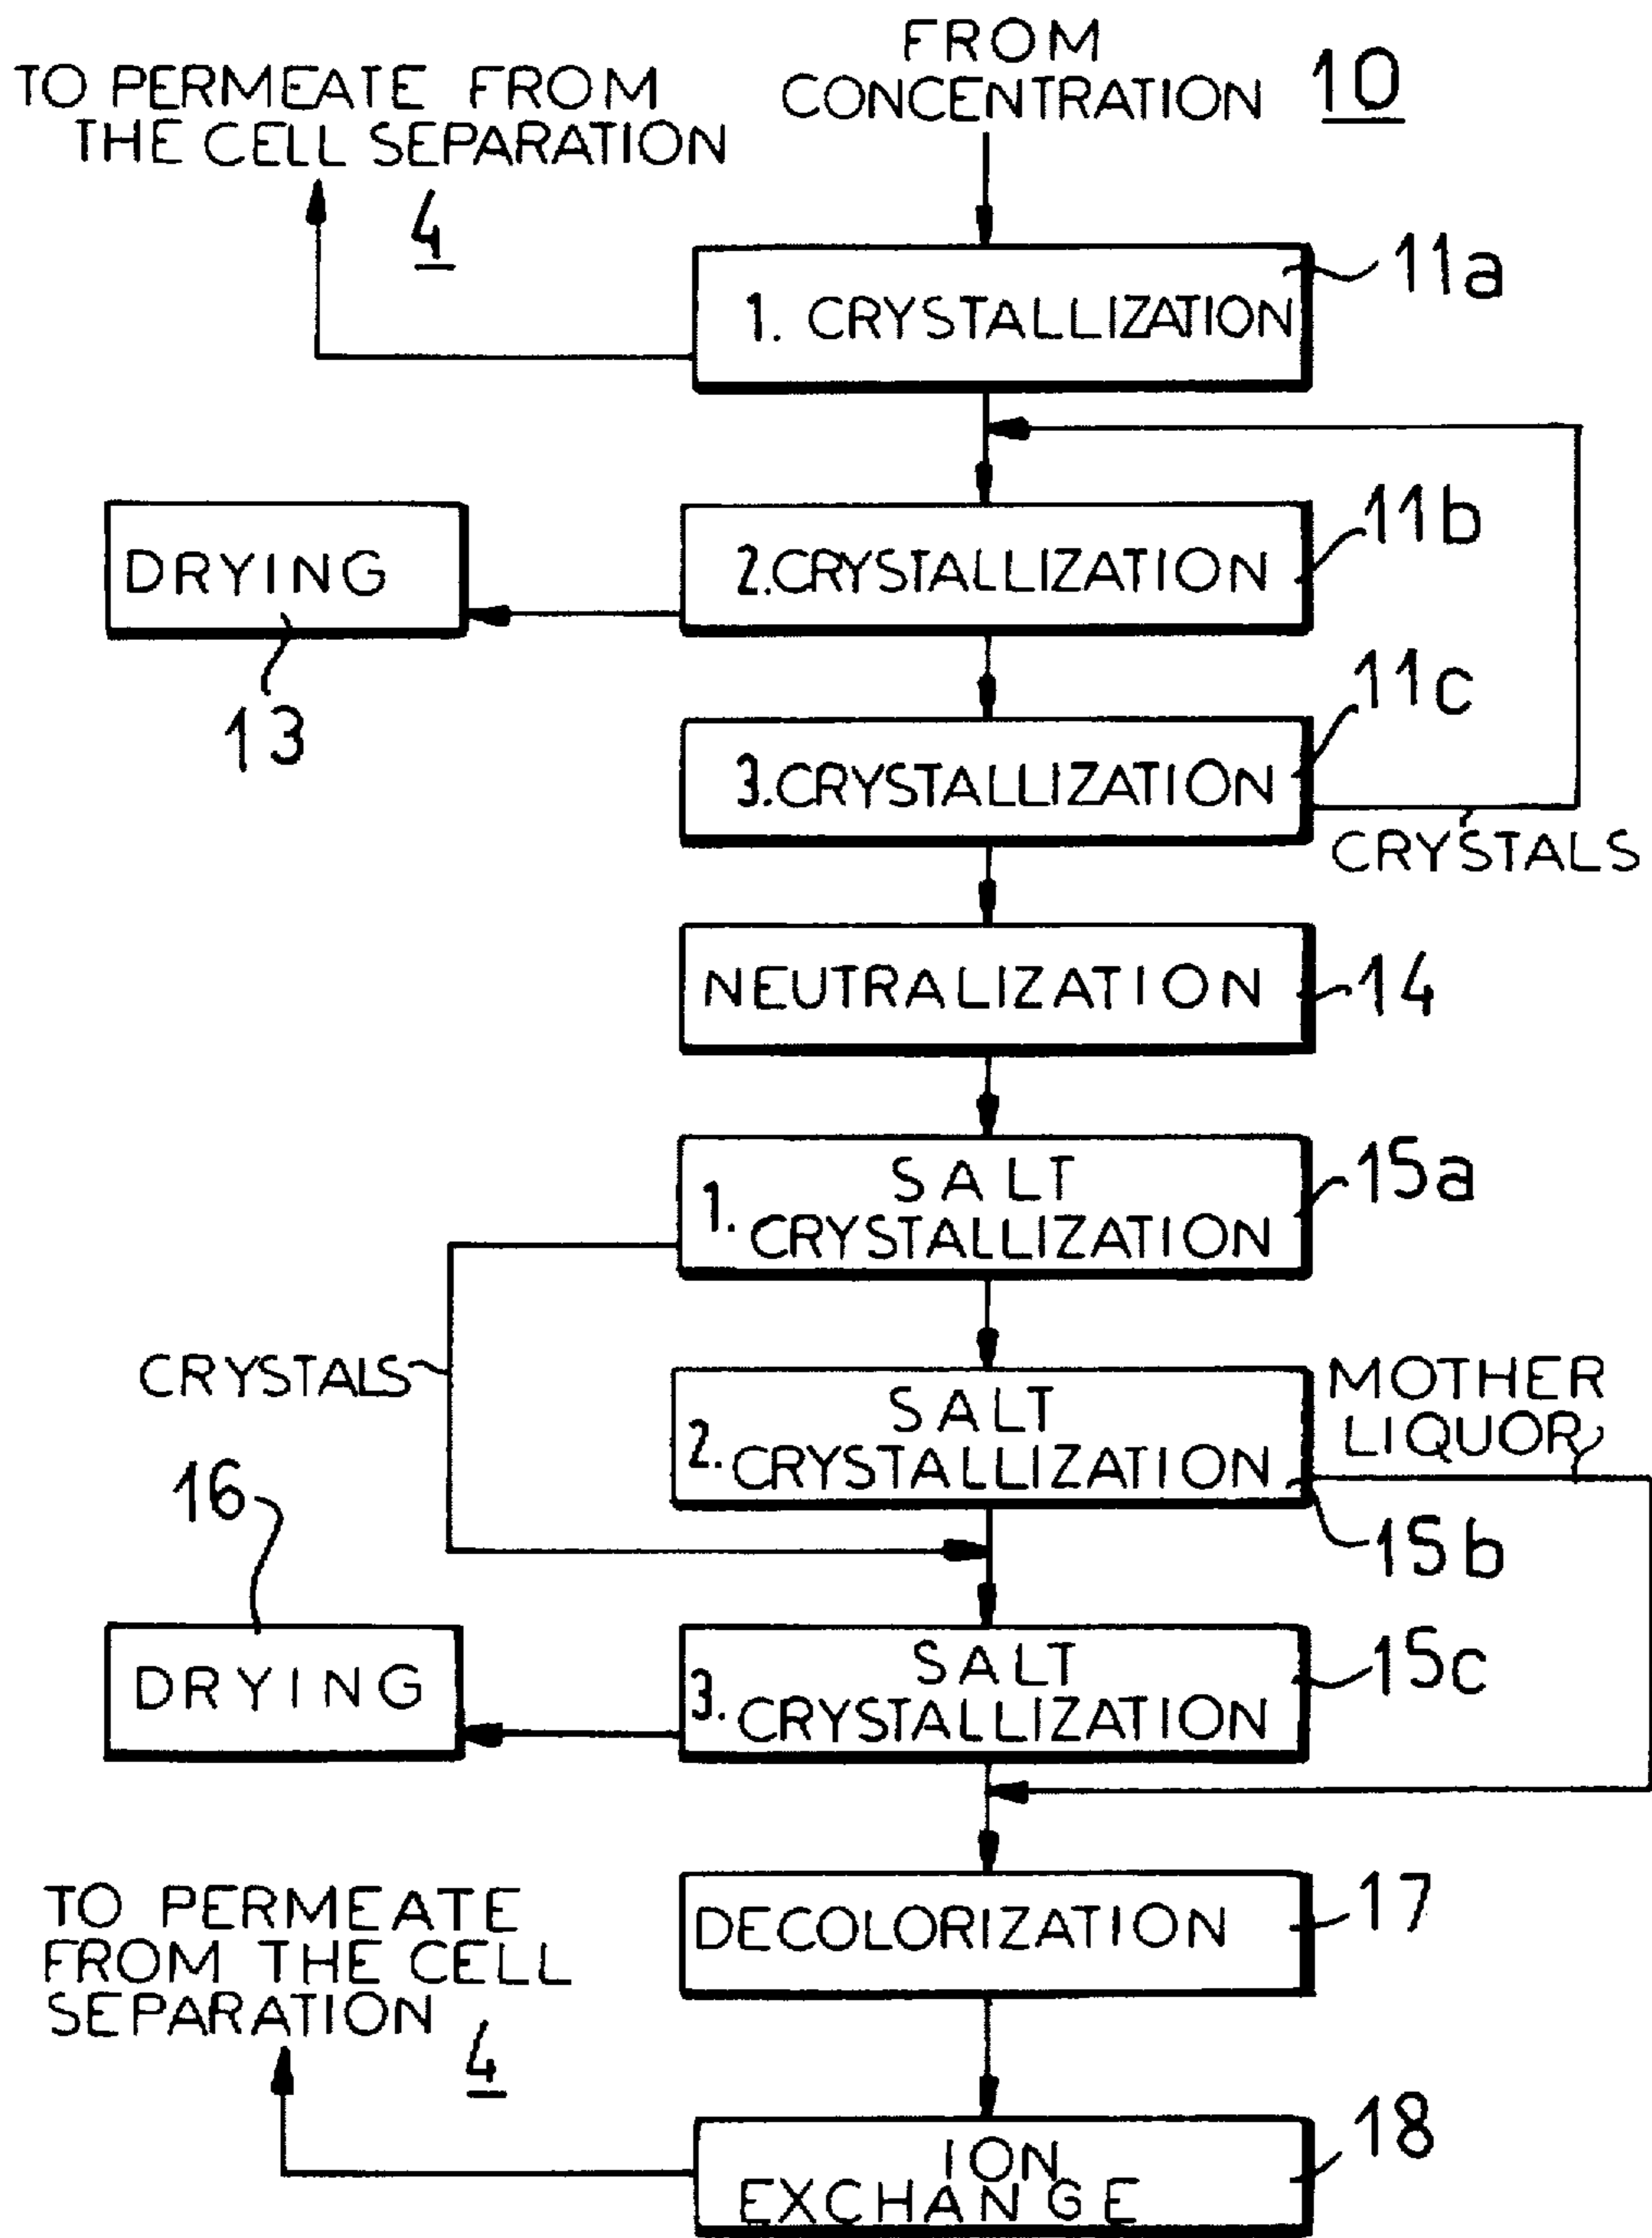 FROM
CONCENTRATION 10
TO PERMEATE FROM
THE CELL SEPARATION
4
11a
1. CRYSTALLIZATION
11b
2. CRYSTALLIZATION
DRYING
13
11c
3. CRYSTALLIZATION
CRYSTALS
NEUTRALIZATION
14
15a
SALT
1. CRYSTALLIZATION
CRYSTALS
MOTHER
LIQUOR
SALT
2. CRYSTALLIZATION
15b
16
DRYING
SALT
3. CRYSTALLIZATION
15c
17
DECOLORIZATION
TO PERMEATE
FROM THE CELL
SEPARATION
4
18
ION
EXCHANGE